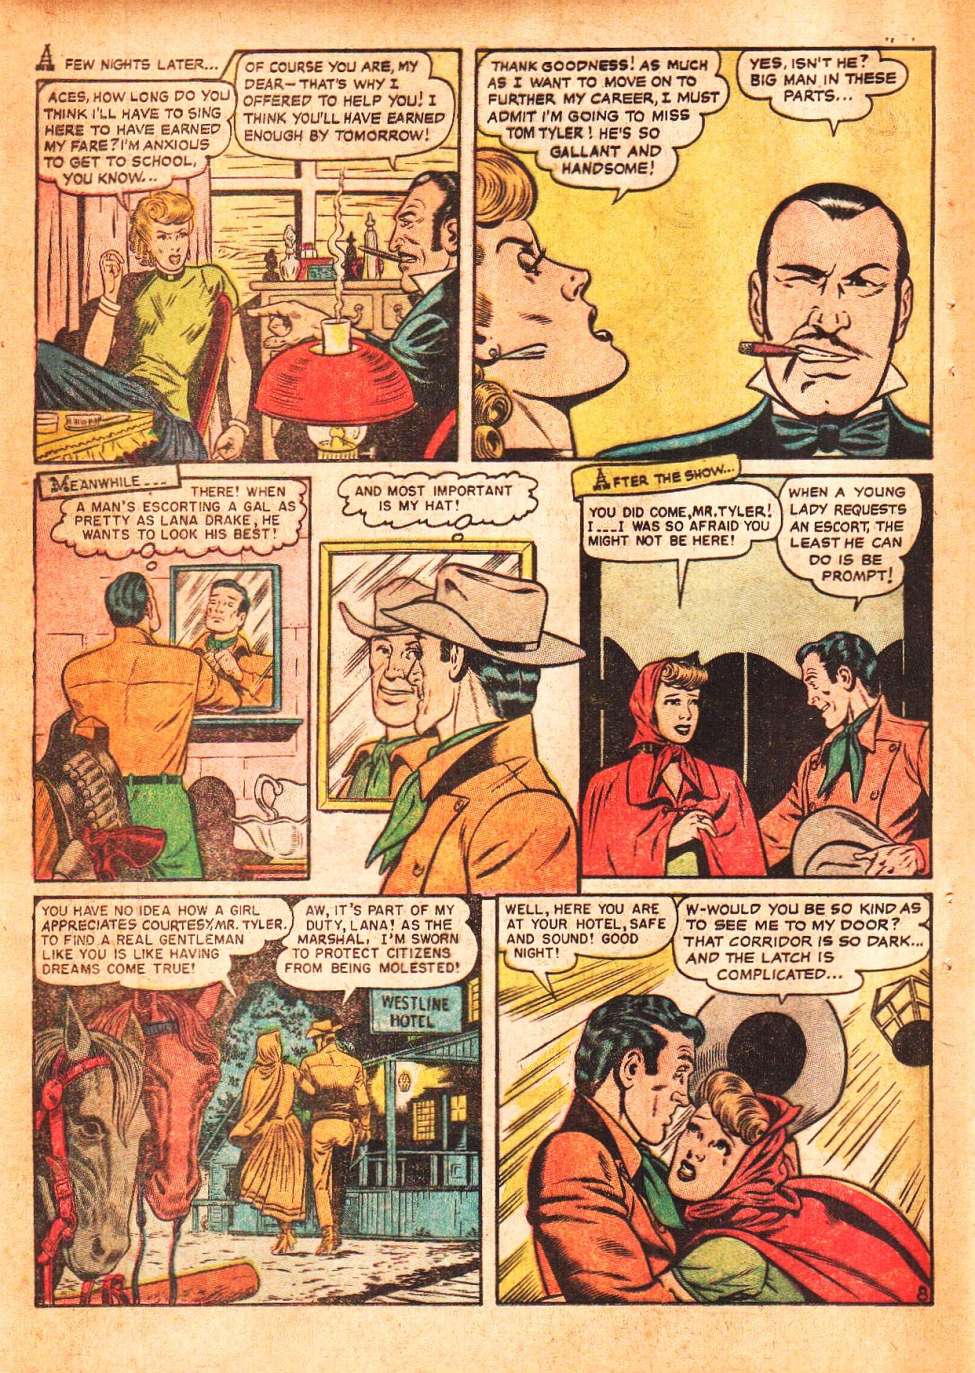 A FEW NIGHTS LATER...
ACES, HOW LONG DO YOU
THINK I'LL HAVE TO SING
HERE TO HAVE EARNED
MY FARE? I'M ANXIOUS
TO GET TO SCHOOL,
YOU KNOW...
OF COURSE YOU ARE, MY
DEAR-THAT'S WHY I
OFFERED TO HELP YOU! I
THINK YOU'LL HAVE EARNED
ENOUGH BY TOMORROW!
THANK GOODNESS! AS MUCH
AS I WANT TO MOVE ON TO
FURTHER MY CAREER, I MUST
ADMIT I'M GOING TO MISS
TOM TYLER! HE'S SO
GALLANT AND
HANDSOME!
YES, ISN'T HE?
BIG MAN IN THESE
PARTS...
MEANWHILE---
THERE! WHEN
A MAN'S ESCORTING A GAL AS
PRETTY AS LANA DRAKE, HE
WANTS TO LOOK HIS BEST!
AND MOST IMPORTANT
IS MY HAT!
AFTER THE SHOW...
YOU DID COME, MR. TYLER!
I---I WAS SO AFRAID YOU
MIGHT NOT BE HERE!
WHEN A YOUNG
LADY REQUESTS
AN ESCORT, THE
LEAST HE CAN
DO IS BE
PROMPT!
YOU HAVE NO IDEA HOW A GIRL
APPRECIATES COURTESY, MR. TYLER.
TO FIND A REAL GENTLEMAN
LIKE YOU IS LIKE HAVING
DREAMS COME TRUE!
AW, IT'S PART OF MY
DUTY, LANA! AS THE
MARSHAL, I'M SWORN
TO PROTECT CITIZENS
FROM BEING MOLESTED!
WESTLINE
HOTEL
WELL, HERE YOU ARE
AT YOUR HOTEL, SAFE
AND SOUND! GOOD
NIGHT!
W-WOULD YOU BE SO KIND AS
TO SEE ME TO MY DOOR?
THAT CORRIDOR IS SO DARK...
AND THE LATCH IS
COMPLICATED...
8